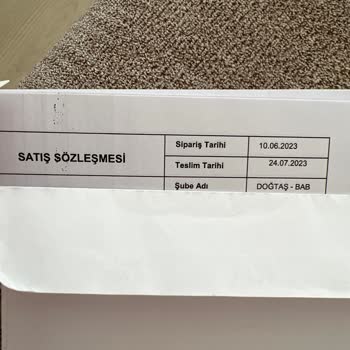 Sipariş Tarihi 10.06.2023
SATIŞ SÖZLEŞMESİ
Teslim Tarihi 24.07.2023
Şube Adı DOĞTAŞ - BAB